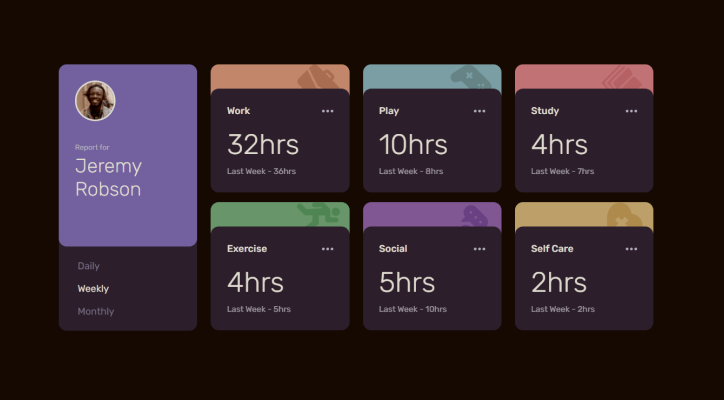 Report for
Jeremy
Robson
Daily
Weekly
Monthly
Work
32hrs
Last Week - 36hrs
Play
10hrs
Last Week - 8hrs
Study
4hrs
Last Week - 7hrs
Exercise
4hrs
Last Week - 5hrs
Social
5hrs
Last Week - 10hrs
Self Care
2hrs
Last Week - 2hrs